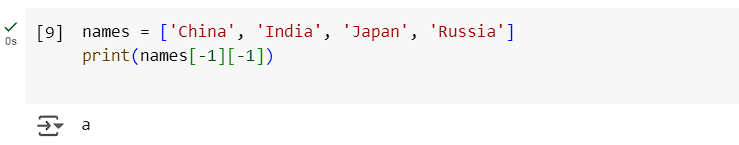 [9] names = ['China', 'India', 'Japan', 'Russia']
print(names[-1][-1])
0s
a